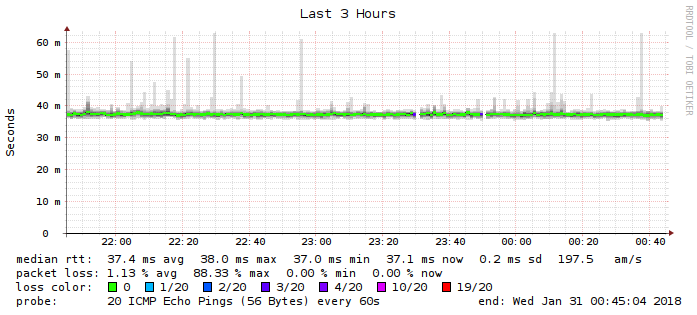 Last 3 Hours
RRDTOOL / TOBI OETIKER
Seconds
60 m
50 m
40 m
30 m
20 m
10 m
0
22:00 22:20 22:40 23:00 23:20 23:40 00:00 00:20 00:40
median rtt: 37.4 ms avg 38.0 ms max 37.0 ms min 37.1 ms now 0.2 ms sd 197.5 am/s
packet loss: 1.13 % avg 88.33 % max 0.00 % min 0.00 % now
loss color: 0 1/20 2/20 3/20 4/20 10/20 19/20
probe: 20 ICMP Echo Pings (56 Bytes) every 60s end: Wed Jan 31 00:45:04 2018